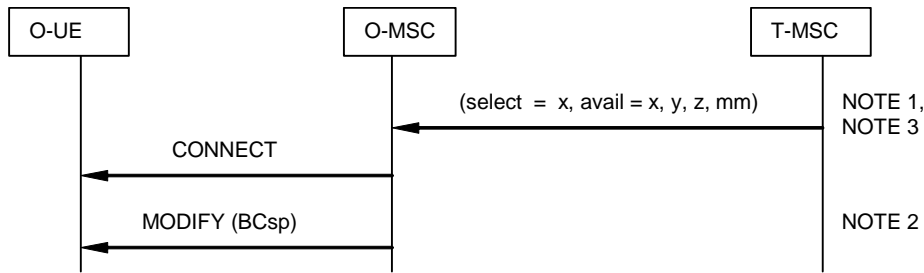 O-UE
O-MSC
T-MSC
(select = x, avail = x, y, z, mm)
NOTE 1,
NOTE 3
CONNECT
MODIFY (BCsp)
NOTE 2